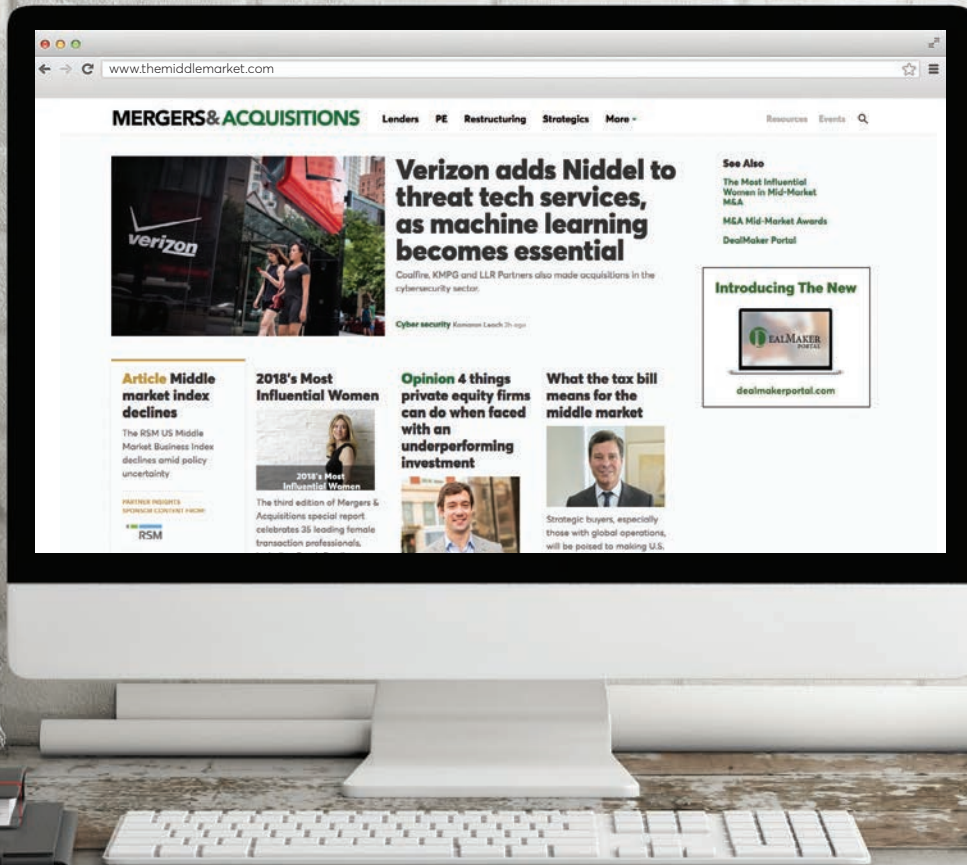 www.themiddlemarket.com
MERGERS&ACQUISITIONS
Lenders PE Restructuring Strategics More
Resources Events
verizon
Verizon adds Niddel to
threat tech services,
as machine learning
becomes essential
Coalfire, KMPG and LLR Partners also made acquisitions in the
cybersecurity sector.
Cyber security Kamaron Leach 2h ago
See Also
The Most Influential
Women in Mid-Market
M&A
M&A Mid-Market Awards
DealMaker Portal
Introducing The New
DEALMAKER
PORTAL
dealmakerportal.com
Article Middle
market index
declines
The RSM US Middle
Market Business Index
declines amid policy
uncertainty
PARTNER INSIGHTS
SPONSOR CONTENT FROM:
RSM
2018's Most
Influential Women
2018's Most
Influential Women
The third edition of Mergers &
Acquisitions special report
celebrates 35 leading female
transaction professionals.
Opinion 4 things
private equity firms
can do when faced
with an
underperforming
investment
What the tax bill
means for the
middle market
Strategic buyers, especially
those with global operations,
will be poised to making U.S.